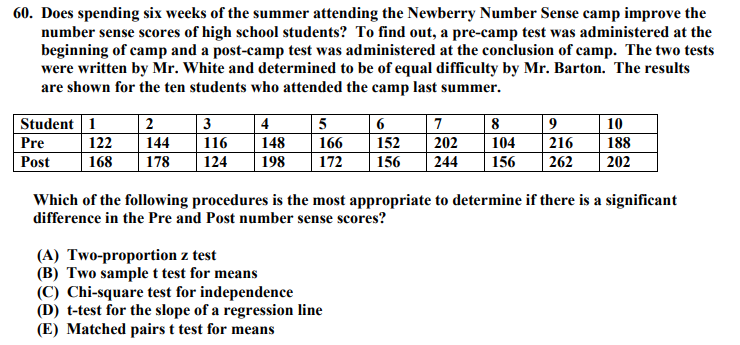 60. Does spending six weeks of the summer attending the Newberry Number Sense camp improve the
number sense scores of high school students? To find out, a pre-camp test was administered at the
beginning of camp and a post-camp test was administered at the conclusion of camp. The two tests
were written by Mr. White and determined to be of equal difficulty by Mr. Barton. The results
are shown for the ten students who attended the camp last summer.
Student 1 2 3 4 5 6 7 8 9 10
Pre 122 144 116 148 166 152 202 104 216 188
Post 168 178 124 198 172 156 244 156 262 202
Which of the following procedures is the most appropriate to determine if there is a significant
difference in the Pre and Post number sense scores?
(A) Two-proportion z test
(B) Two sample t test for means
(C) Chi-square test for independence
(D) t-test for the slope of a regression line
(E) Matched pairs t test for means